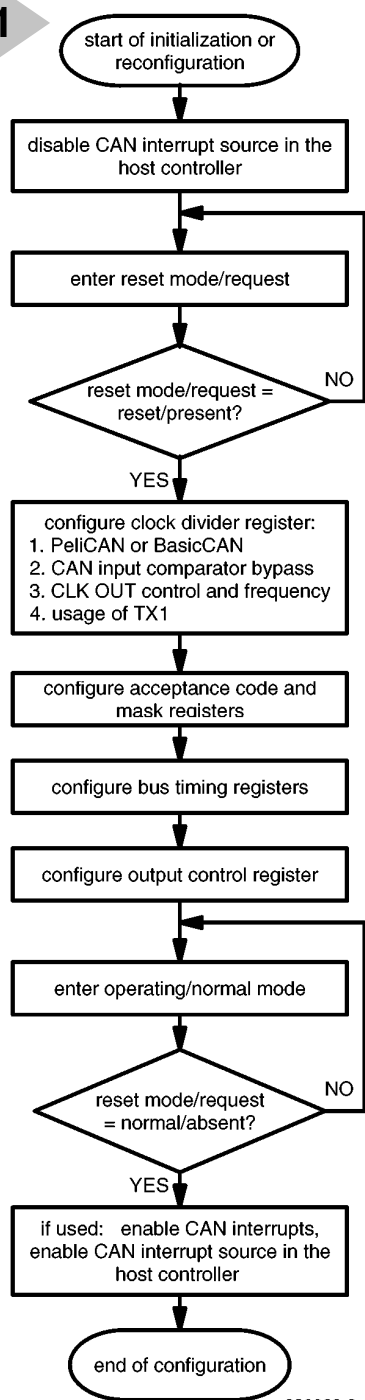 1
start of initialization or
reconfiguration
disable CAN interrupt source in the
host controller
enter reset mode/request
reset mode/request =
reset/present?
NO
YES
configure clock divider register:
1. PeliCAN or BasicCAN
2. CAN input comparator bypass
3. CLK OUT control and frequency
4. usage of TX1
configure acceptance code and
mask registers
configure bus timing registers
configure output control register
enter operating/normal mode
reset mode/request
= normal/absent?
NO
YES
if used: enable CAN interrupts,
enable CAN interrupt source in the
host controller
end of configuration